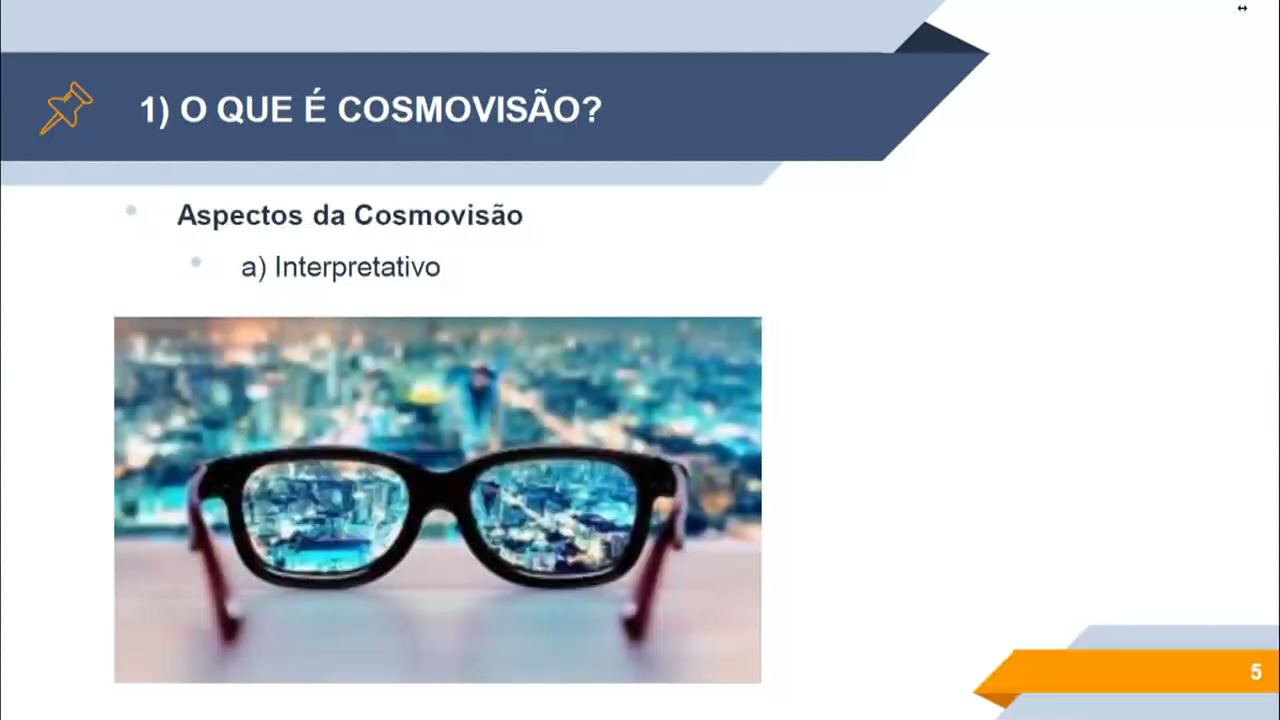 1) O QUE É COSMOVISÃO?
Aspectos da Cosmovisão
a) Interpretativo
5